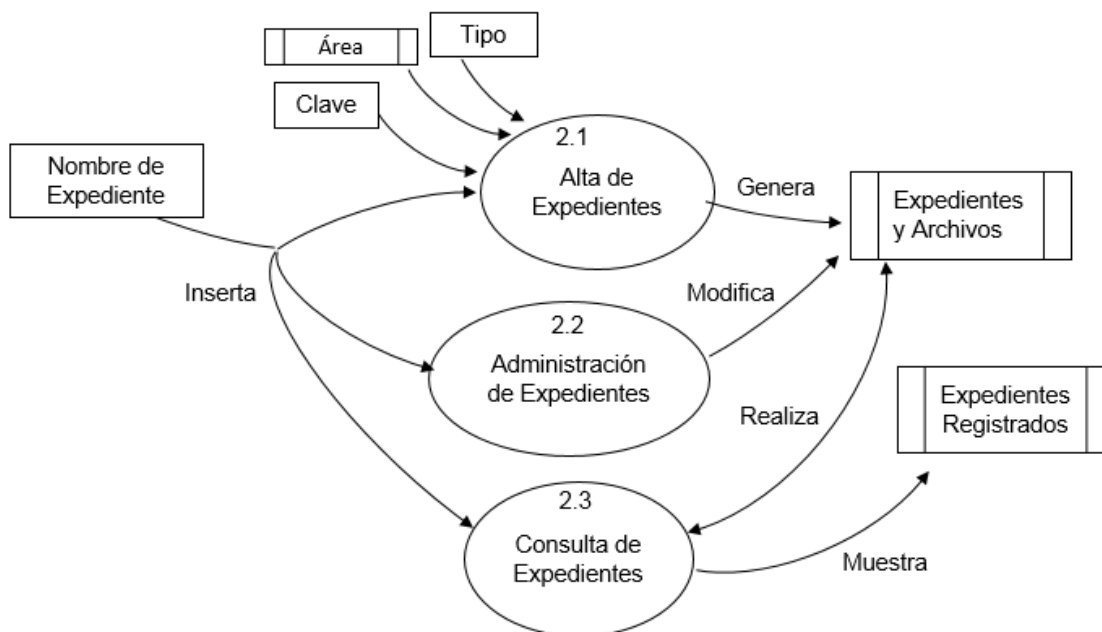 Tipo
Área
Clave
Nombre de
Expediente
Inserta
2.1
Alta de
Expedientes
Genera
Expedientes
y Archivos
Modifica
2.2
Administración
de Expedientes
Realiza
Expedientes
Registrados
2.3
Consulta de
Expedientes
Muestra